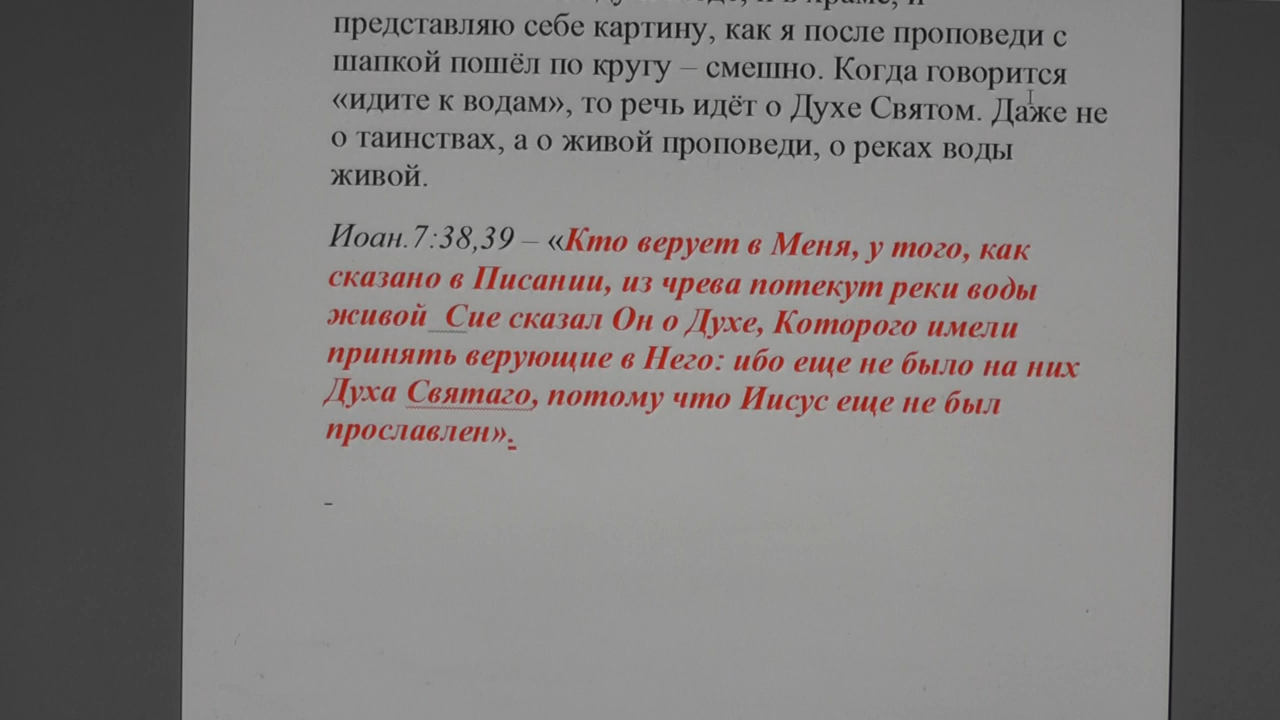 представляю себе картину, как я после проповеди с
шапкой пошёл по кругу – смешно. Когда говорится
«идите к водам», то речь идёт о Духе Святом. Даже не
о таинствах, а о живой проповеди, о реках воды
живой.
Иоан.7:38,39 – «Кто верует в Меня, у того, как
сказано в Писании, из чрева потекут реки воды
живой Сие сказал Он о Духе, Которого имели
принять верующие в Него: ибо еще не было на них
Духа Святаго, потому что Иисус еще не был
прославлен».
-